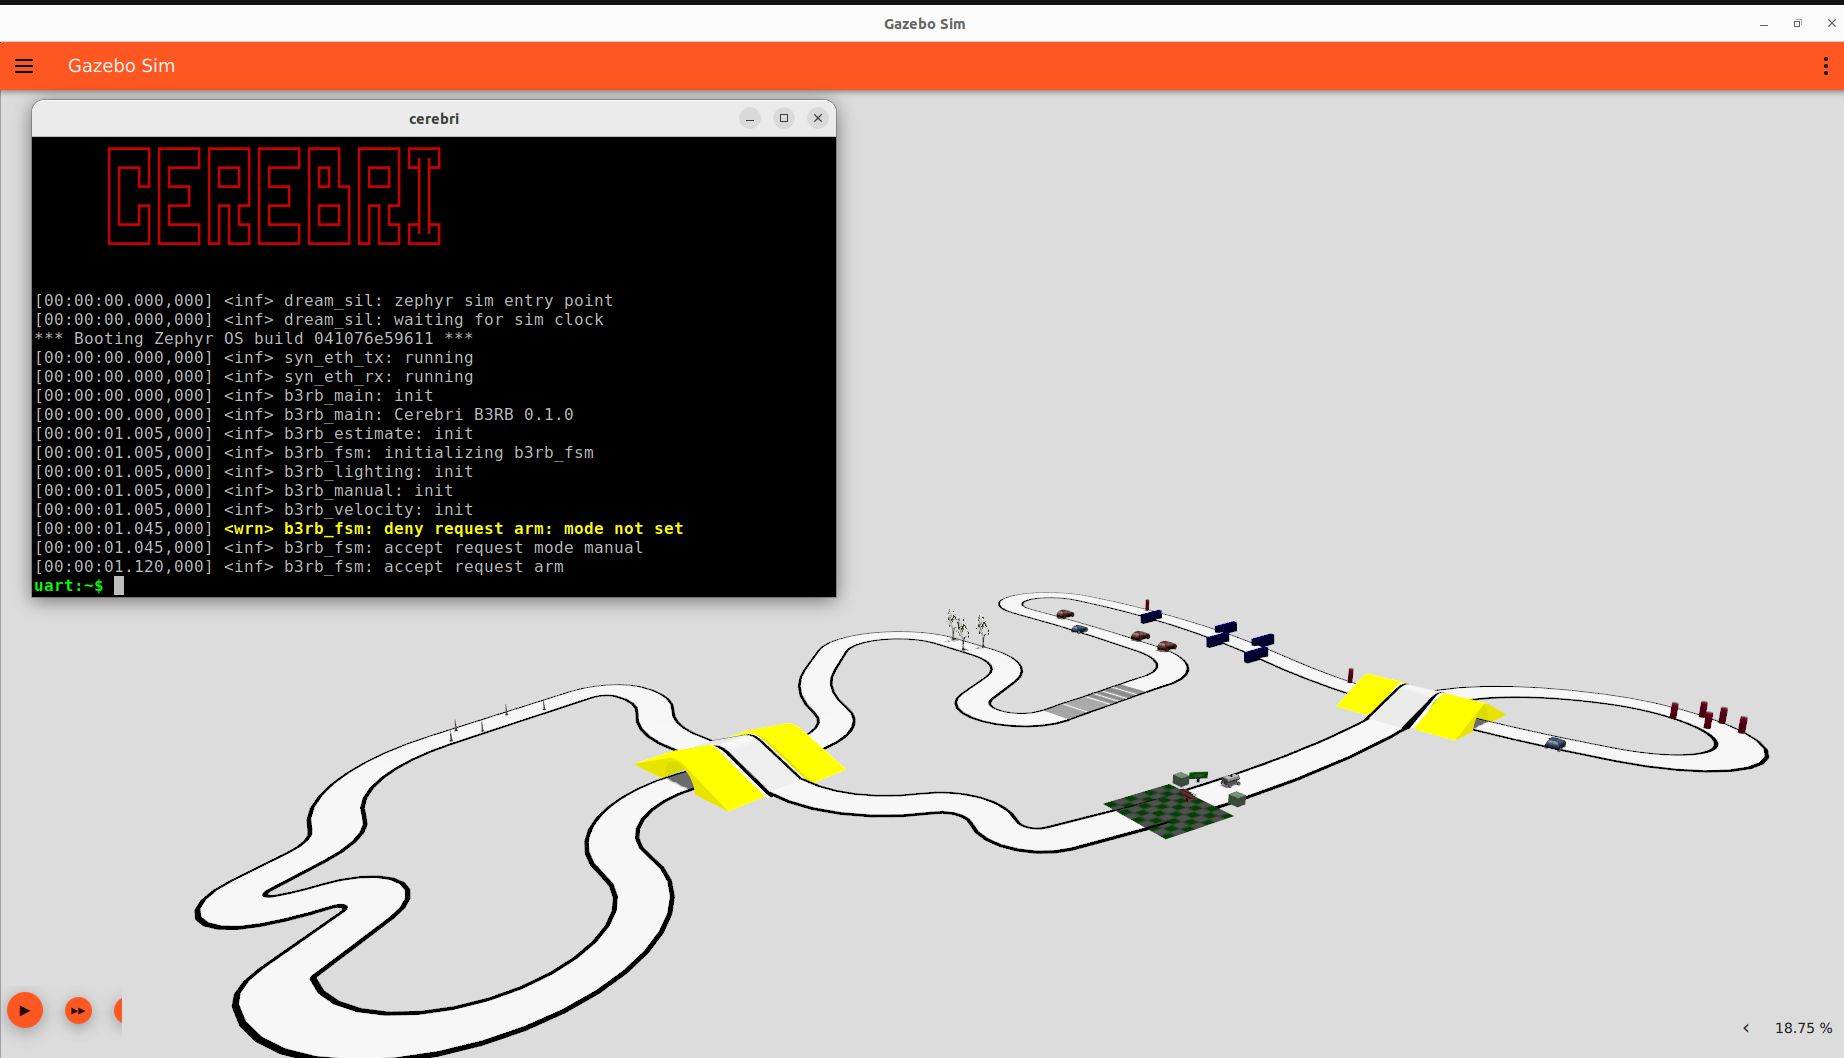 Gazebo Sim
Gazebo Sim
cerebri
CEREBRI
[00:00:00.000,000] <inf> dream_sil: zephyr sim entry point
[00:00:00.000,000] <inf> dream_sil: waiting for sim clock
*** Booting Zephyr OS build 041076e59611 ***
[00:00:00.000,000] <inf> syn_eth_tx: running
[00:00:00.000,000] <inf> syn_eth_rx: running
[00:00:00.000,000] <inf> b3rb_main: init
[00:00:00.000,000] <inf> b3rb_main: Cerebri B3RB 0.1.0
[00:00:01.005,000] <inf> b3rb_estimate: init
[00:00:01.005,000] <inf> b3rb_fsm: initializing b3rb_fsm
[00:00:01.005,000] <inf> b3rb_lighting: init
[00:00:01.005,000] <inf> b3rb_manual: init
[00:00:01.005,000] <inf> b3rb_velocity: init
[00:00:01.045,000] <wrn> b3rb_fsm: deny request arm: mode not set
[00:00:01.045,000] <inf> b3rb_fsm: accept request mode manual
[00:00:01.120,000] <inf> b3rb_fsm: accept request arm
uart:~$
18.75 %